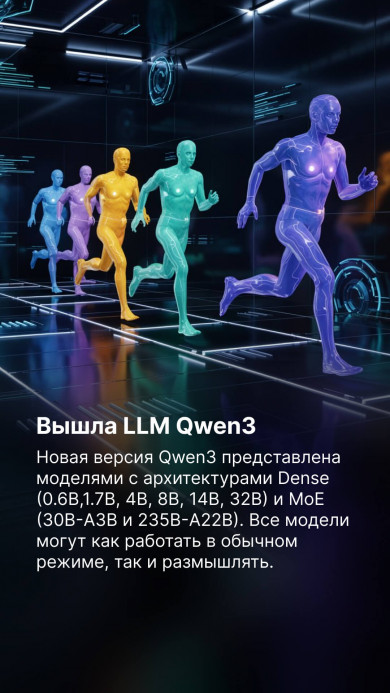 Вышла LLM Qwen3
Новая версия Qwen3 представлена
моделями с архитектурами Dense
(0.6B,1.7B, 4B, 8B, 14B, 32B) и MoE
(30B-A3B и 235B-A22B). Все модели
могут как работать в обычном
режиме, так и размышлять.